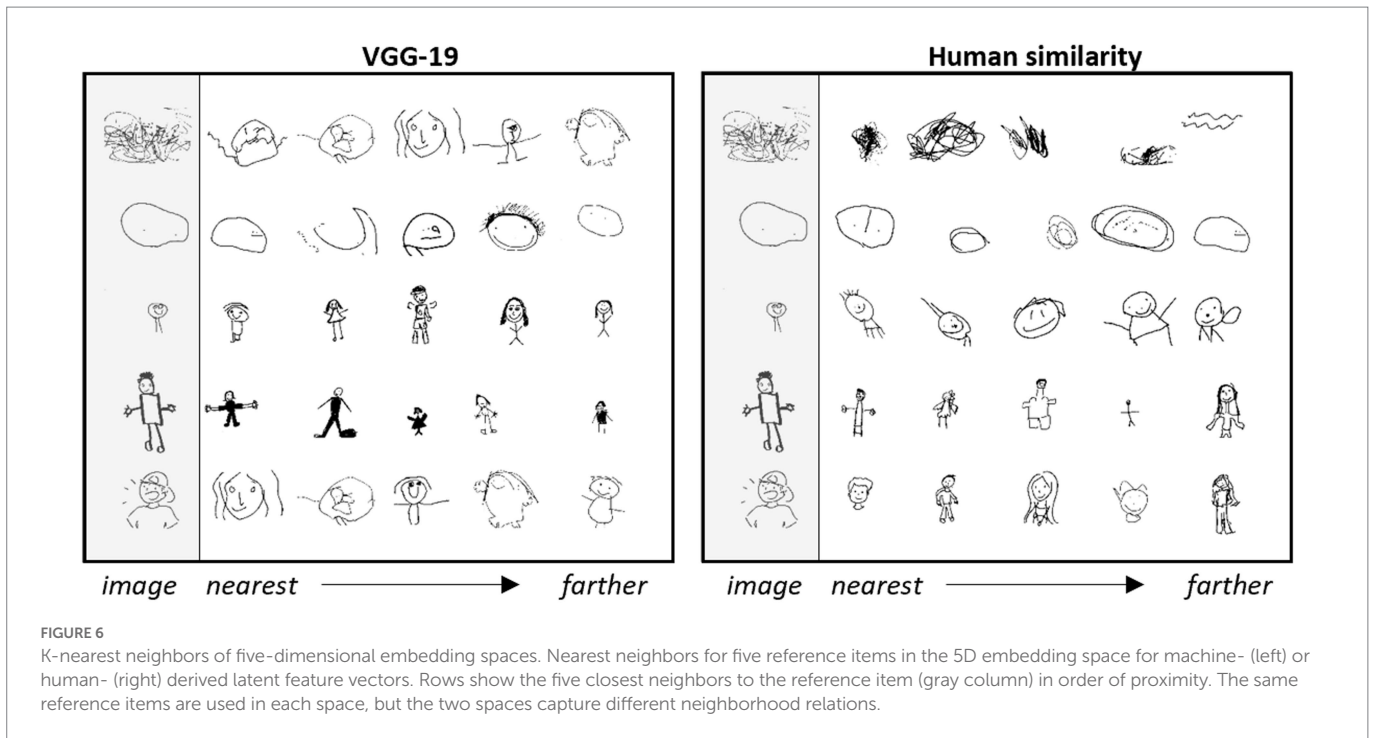 VGG-19
Human similarity
image nearest farther
image nearest farther
FIGURE 6
K-nearest neighbors of five-dimensional embedding spaces. Nearest neighbors for five reference items in the 5D embedding space for machine- (left) or
human- (right) derived latent feature vectors. Rows show the five closest neighbors to the reference item (gray column) in order of proximity. The same
reference items are used in each space, but the two spaces capture different neighborhood relations.